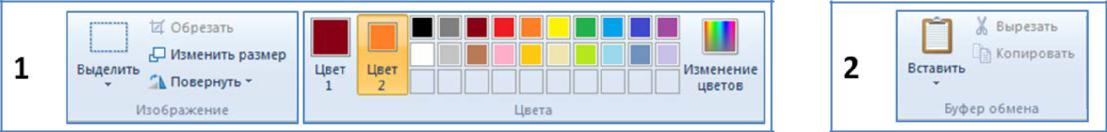 1
Выделить
Обрезать
Изменить размер
Повернуть
Изображение
Цвет
1
Цвет
2
Изменение
цветов
Цвета
2
Вставить
Вырезать
Копировать
Буфер обмена